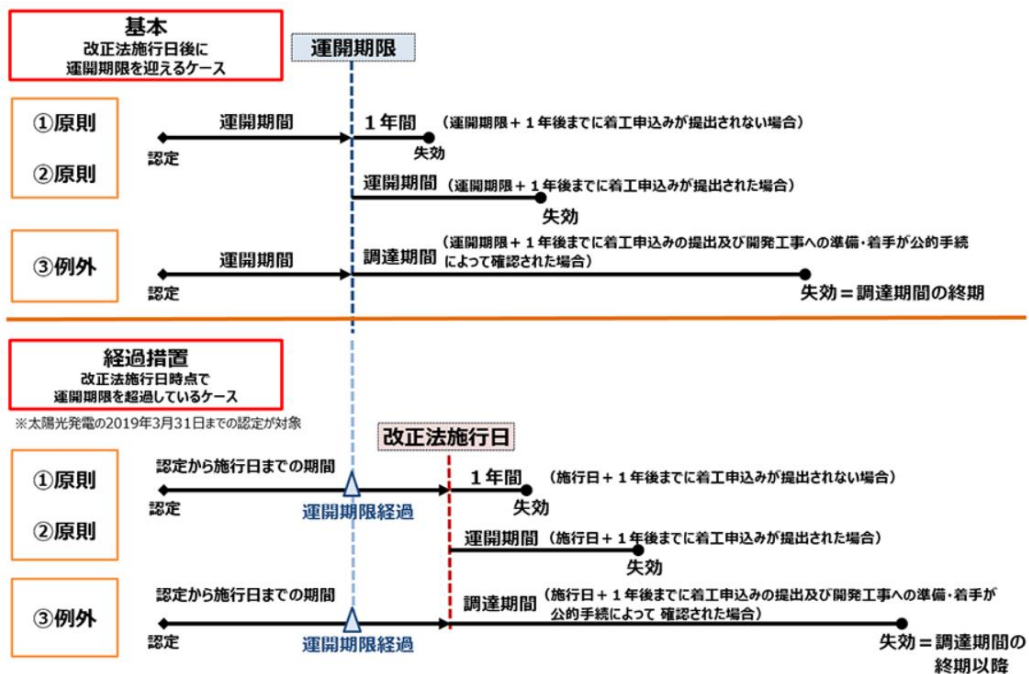 基本
改正法施行日後に
運開期限を迎えるケース
運開期限
①原則
運開期間
1年間
(運開期限+1年後までに着工申込みが提出されない場合)
認定
失効
②原則
運開期間
(運開期限+1年後までに着工申込みが提出された場合)
失効
③例外
運開期間
調達期間
(運開期限+1年後までに着工申込みの提出及び開発工事への準備・着手が公的手続
によって確認された場合)
認定
失効=調達期間の終期
経過措置
改正法施行日時点で
運開期限を超過しているケース
※太陽光発電の2019年3月31日までの認定が対象
改正法施行日
①原則
認定から施行日までの期間
1年間
(施行日+1年後までに着工申込みが提出されない場合)
認定
運開期限経過
失効
②原則
運開期間
(施行日+1年後までに着工申込みが提出された場合)
失効
③例外
認定から施行日までの期間
調達期間
(施行日+1年後までに着工申込みの提出及び開発工事への準備・着手が
公的手続によって 確認された場合)
認定
運開期限経過
失効=調達期間の
終期以降